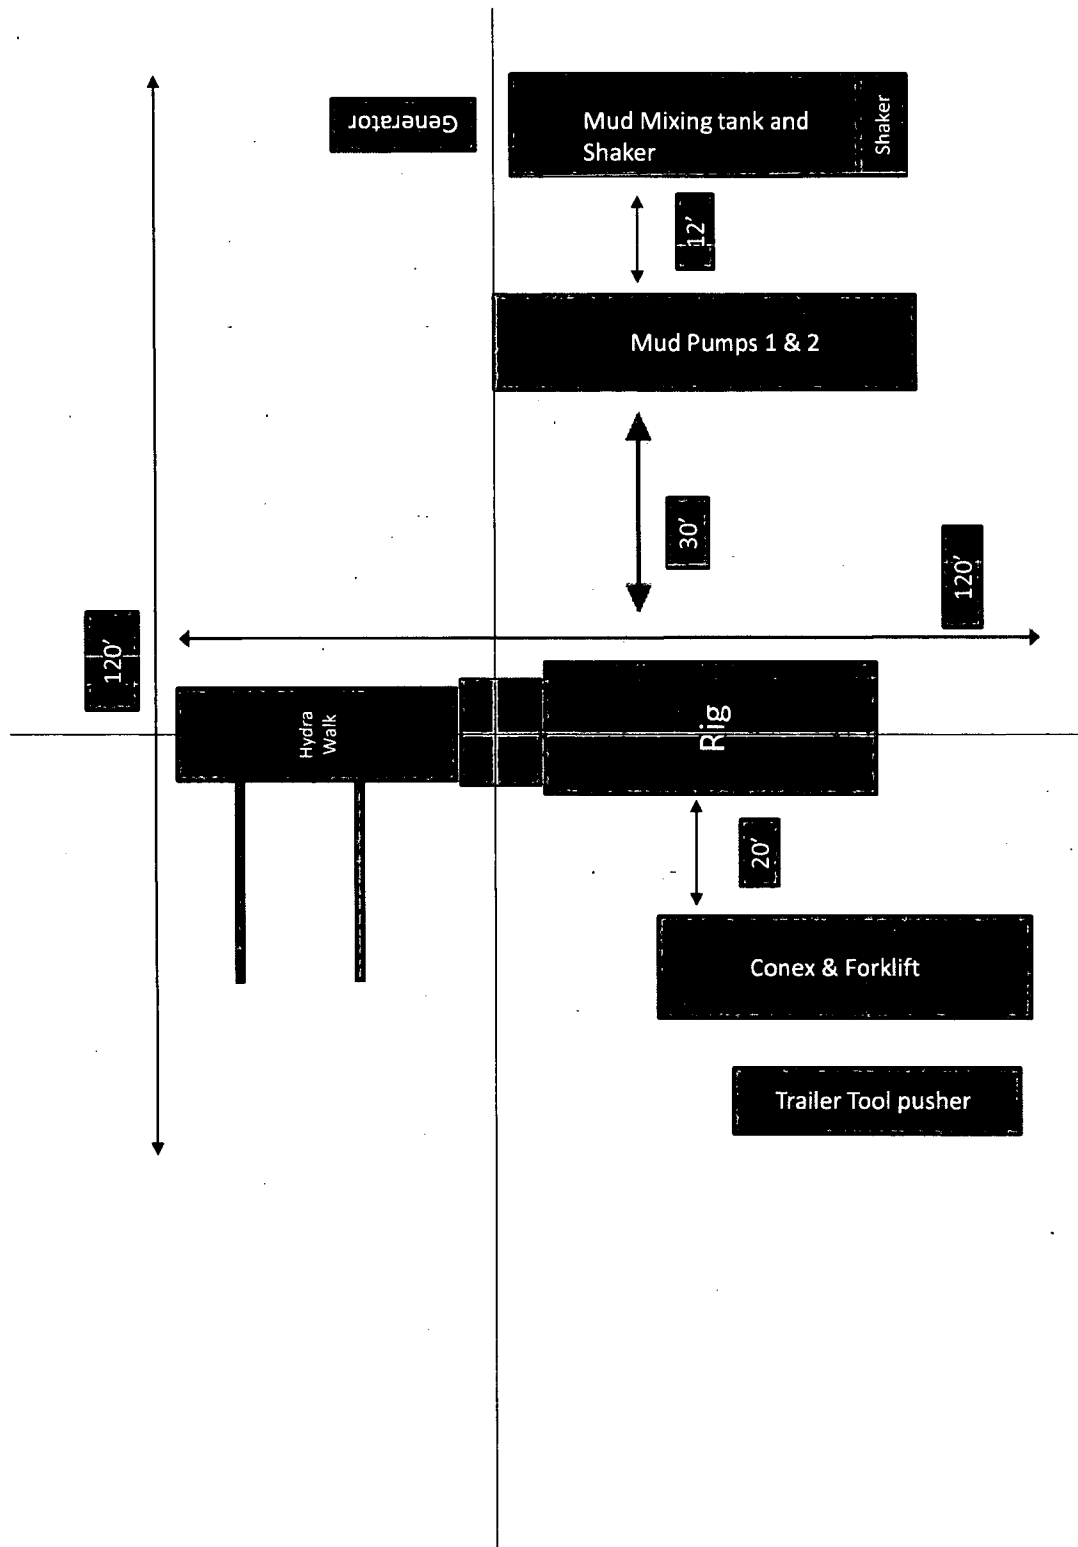 Generator
Mud Mixing tank and
Shaker
Shaker
12'
Mud Pumps 1 & 2
30'
120'
120'
Hydra
Walk
Rig
20'
Conex & Forklift
Trailer Tool pusher